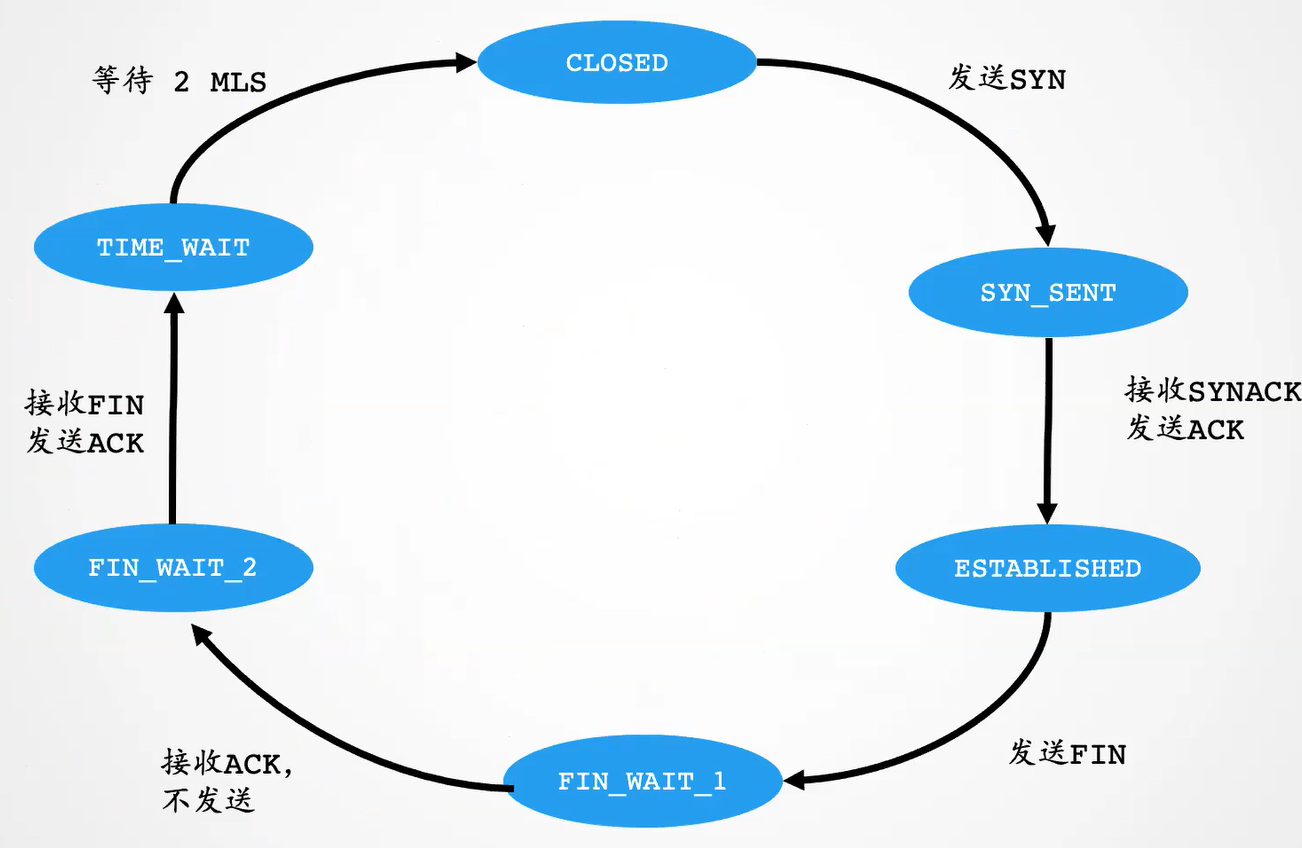 CLOSED
等待 2 MLS
发送SYN
TIME_WAIT
SYN_SENT
接收SYNACK
发送ACK
接收FIN
发送ACK
FIN_WAIT_2
ESTABLISHED
发送FIN
接收ACK,
不发送
FIN_WAIT_1